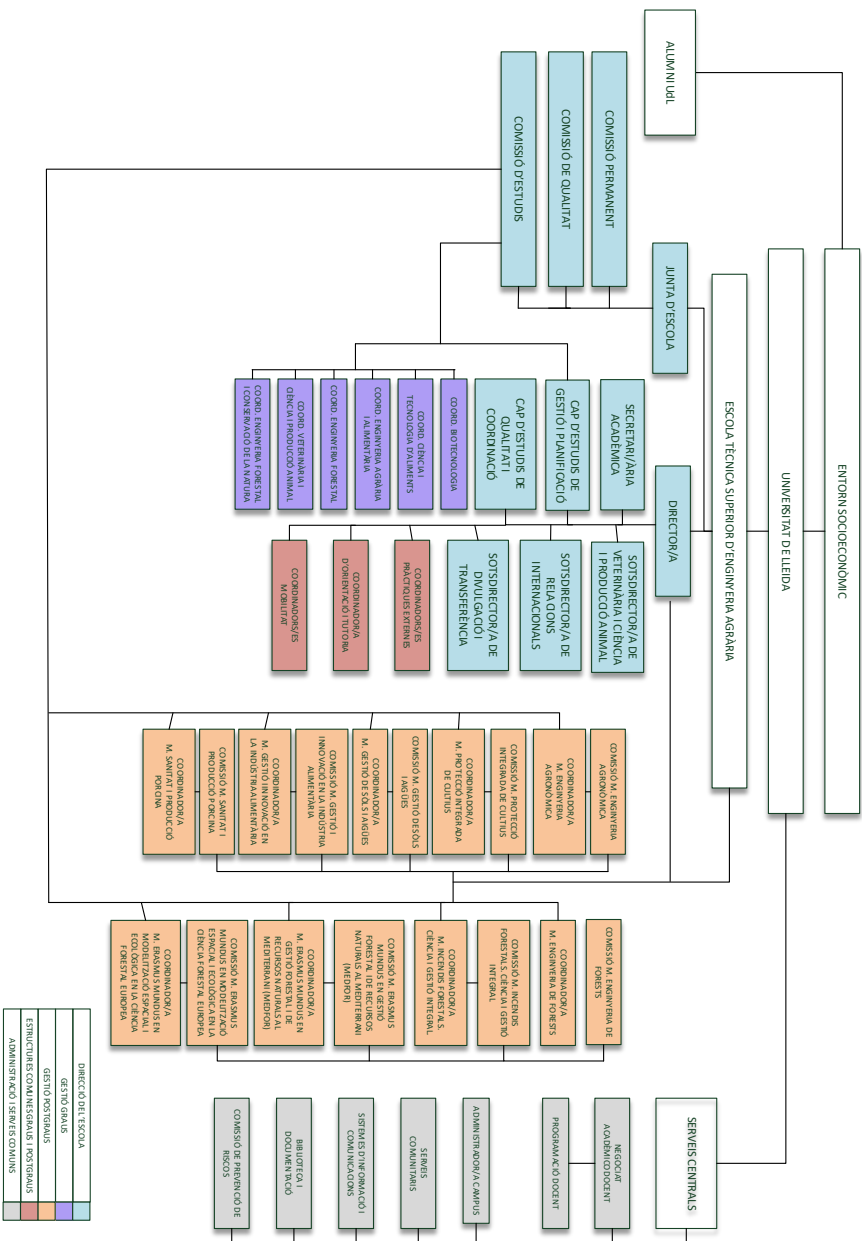 ENTORN SOCIOECONÒMIC
UNIVERSITAT DE LLEIDA
ESCOLA TÈCNICA SUPERIOR D'ENGINYERIA AGRÀRIA
ALUMNI UdL
JUNTA D'ESCOLA
DIRECTOR/A
COMISSIÓ PERMANENT
COMISSIÓ DE QUALITAT
COMISSIÓ D'ESTUDIS
SECRETARI/ÀRIA
ACADÈMICA
CAP D'ESTUDIS DE
GESTIÓ I PLANIFICACIÓ
CAP D'ESTUDIS DE
QUALITAT I
COORDINACIÓ
SOTSDIRECTOR/A DE
VETERINÀRIA I CIÈNCIA
I PRODUCCIÓ ANIMAL
SOTSDIRECTOR/A DE
RELACIONS
INTERNACIONALS
SOTSDIRECTOR/A DE
DIVULGACIÓ I
TRANSFERÈNCIA
COORD. BIOTECNOLOGIA
COORD. CIÈNCIA I
TECNOLOGIA D'ALIMENTS
COORD. ENGINYERIA AGRÀRIA
I ALIMENTÀRIA
COORD. ENGINYERIA FORESTAL
COORD. VETERINÀRIA I
CIÈNCIA I PRODUCCIÓ ANIMAL
COORD. ENGINYERIA FORESTAL
I CONSERVACIÓ DE LA NATURA
COORDINADORS/ES
PRÀCTIQUES EXTERNES
COORDINADOR/A
D'ORIENTACIÓ I TUTORIA
COORDINADORS/ES
MOBILITAT
COMISSIÓ M. ENGINYERIA
AGRONÒMICA
COORDINADOR/A
M. ENGINYERIA
AGRONÒMICA
COMISSIÓ M. PROTECCIÓ
INTEGRADA DE CULTIUS
COORDINADOR/A
M. PROTECCIÓ INTEGRADA
DE CULTIUS
COMISSIÓ M. GESTIÓ DE SÒLS
I AIGÜES
COORDINADOR/A
M. GESTIÓ DE SÒLS I AIGÜES
COMISSIÓ M. GESTIÓ I
INNOVACIÓ EN LA INDÚSTRIA
ALIMENTÀRIA
COORDINADOR/A
M. GESTIÓ I INNOVACIÓ EN
LA INDÚSTRIA ALIMENTÀRIA
COMISSIÓ M. SANITAT I
PRODUCCIÓ PORCINA
COORDINADOR/A
M. SANITAT I PRODUCCIÓ
PORCINA
COMISSIÓ M. ENGINYERIA DE
FORESTS
COORDINADOR/A
M. ENGINYERIA DE FORESTS
COMISSIÓ M. INCENDIS
FORESTALS. CIÈNCIA I GESTIÓ
INTEGRAL
COORDINADOR/A
M. INCENDIS FORESTALS.
CIÈNCIA I GESTIÓ INTEGRAL
COMISSIÓ M. ERASMUS
MUNDUS EN GESTIÓ
FORESTAL I DE RECURSOS
NATURALS AL MEDITERRANI
(MEDFOR)
COORDINADOR/A
M. ERASMUS MUNDUS EN
GESTIÓ FORESTAL I DE
RECURSOS NATURALS AL
MEDITERRANI (MEDFOR)
COMISSIÓ M. ERASMUS
MUNDUS EN MODELITZACIÓ
ESPACIAL I ECOLÒGICA EN LA
CIÈNCIA FORESTAL EUROPEA
COORDINADOR/A
M. ERASMUS MUNDUS EN
MODELITZACIÓ ESPACIAL I
ECOLÒGICA EN LA CIÈNCIA
FORESTAL EUROPEA
SERVEIS CENTRALS
NEGOCIAT
ACADÈMICO DOCENT
PROGRAMACIÓ DOCENT
ADMINISTRADOR/A CAMPUS
SERVEIS
COMUNITARIS
SISTEMES D'INFORMACIÓ I
COMUNICACIONS
BIBLIOTECA I
DOCUMENTACIÓ
COMISSIÓ DE PREVENCIÓ DE
RISCOS
DIRECCIÓ DE L'ESCOLA
GESTIÓ GRAUS
GESTIÓ POSTGRAUS
ESTRUCTURES COMUNES GRAUS I POSTGRAUS
ADMINISTRACIÓ I SERVEIS COMUNS